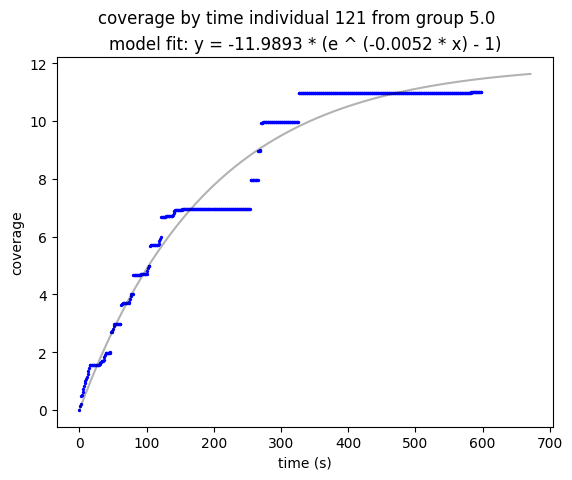 coverage by time individual 121 from group 5.0
model fit: y = -11.9893 * (e ^ (-0.0052 * x) - 1)
12
10
8
6
4
2
0
coverage
0 100 200 300 400 500 600 700
time (s)